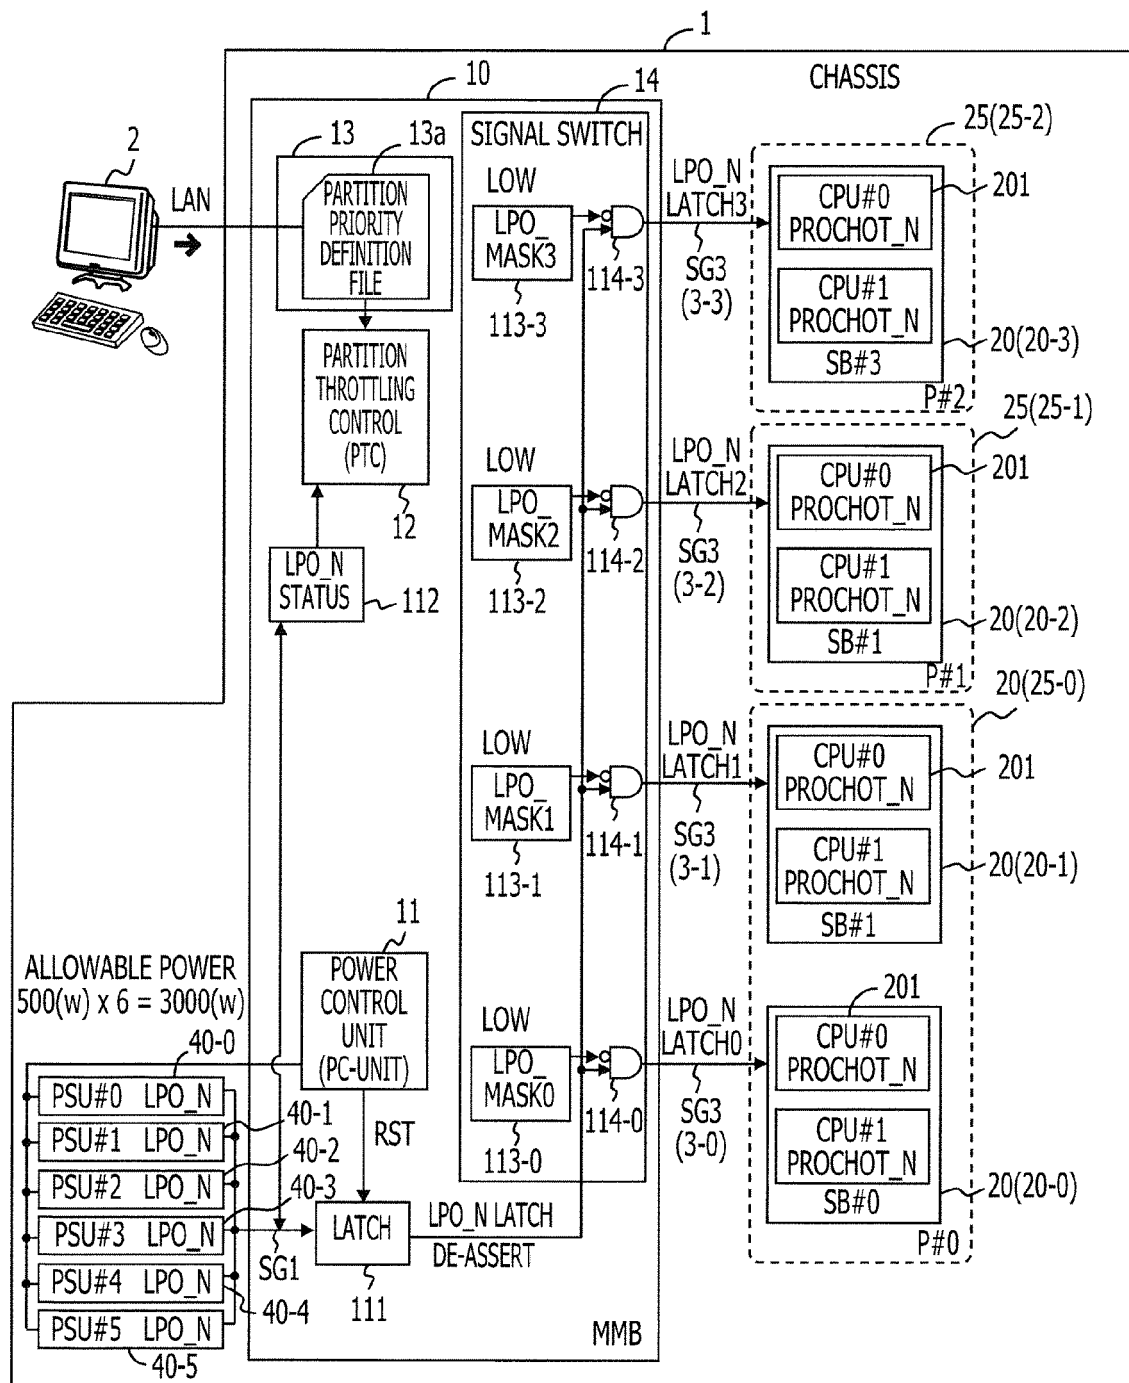 1
CHASSIS
10
14
2
LAN
13
13a
PARTITION
PRIORITY
DEFINITION
FILE
PARTITION
THROTTLING
CONTROL
(PTC)
12
LPO_N
STATUS
112
SIGNAL SWITCH
LOW
LPO_
MASK3
113-3
114-3
LPO_N
LATCH3
SG3
(3-3)
25(25-2)
CPU#0
PROCHOT_N
201
CPU#1
PROCHOT_N
SB#3
20(20-3)
P#2
LOW
LPO_
MASK2
113-2
114-2
LPO_N
LATCH2
SG3
(3-2)
25(25-1)
CPU#0
PROCHOT_N
201
CPU#1
PROCHOT_N
SB#1
20(20-2)
P#1
LOW
LPO_
MASK1
113-1
114-1
LPO_N
LATCH1
SG3
(3-1)
20(25-0)
CPU#0
PROCHOT_N
201
CPU#1
PROCHOT_N
SB#1
20(20-1)
LOW
LPO_
MASK0
113-0
114-0
LPO_N
LATCH0
SG3
(3-0)
201
CPU#0
PROCHOT_N
CPU#1
PROCHOT_N
SB#0
20(20-0)
P#0
11
POWER
CONTROL
UNIT
(PC-UNIT)
RST
ALLOWABLE POWER
500(w) x 6 = 3000(w)
40-0
PSU#0 LPO_N
40-1
PSU#1 LPO_N
40-2
PSU#2 LPO_N
40-3
PSU#3 LPO_N
PSU#4 LPO_N
40-4
PSU#5 LPO_N
40-5
SG1
LATCH
111
LPO_N LATCH
DE-ASSERT
MMB